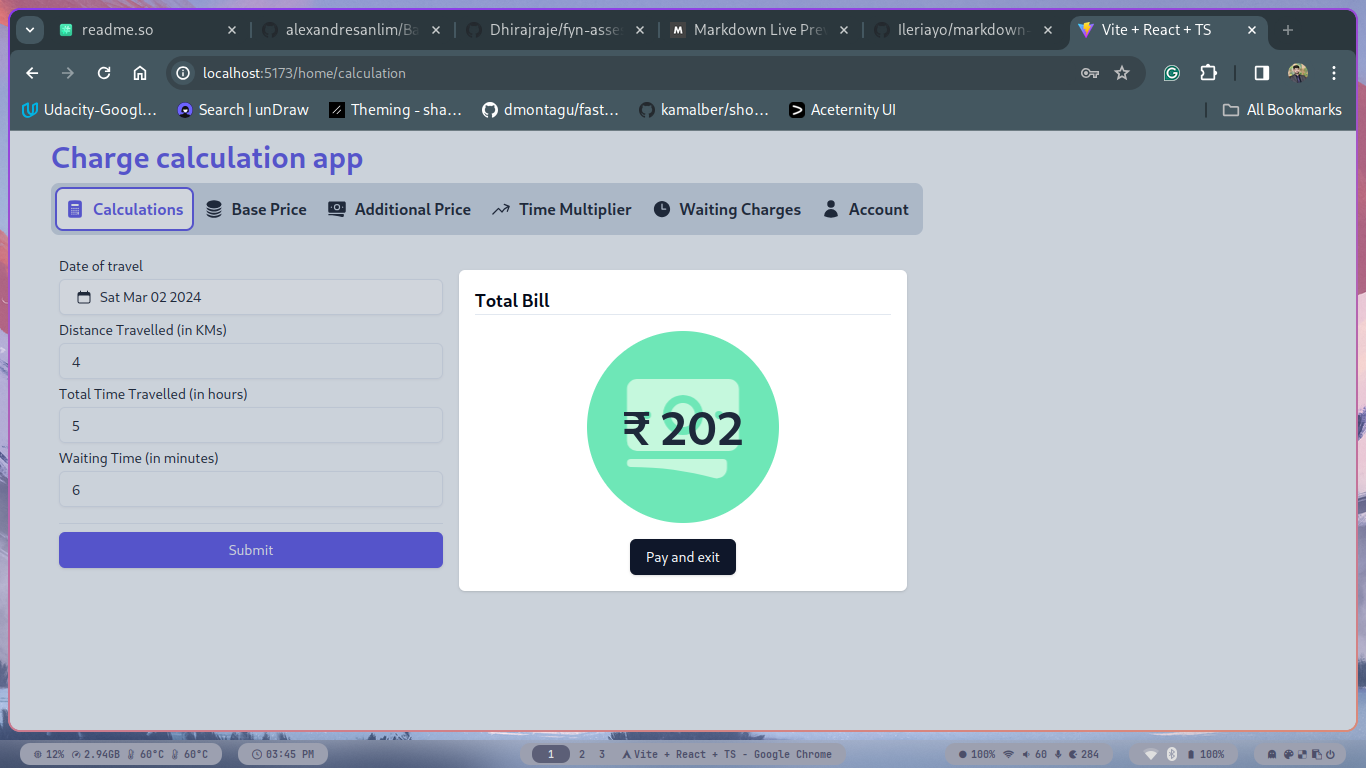 readme.so
alexandresanlim/Ba
Dhirajraje/fyn-asse
Markdown Live Prev
Ileriayo/markdown-
Vite + React + TS
localhost:5173/home/calculation
Udacity-Googl...
Search | unDraw
Theming - sha...
dmontagu/fast...
kamalber/sho...
Aceternity UI
All Bookmarks
Charge calculation app
Calculations
Base Price
Additional Price
Time Multiplier
Waiting Charges
Account
Date of travel
Sat Mar 02 2024
Distance Travelled (in KMs)
4
Total Time Travelled (in hours)
5
Waiting Time (in minutes)
6
Submit
Total Bill
₹ 202
Pay and exit
12% 2.94GB 60°C 60°C
03:45 PM
1 2 3 Vite + React + TS - Google Chrome
100% 60 284
100%